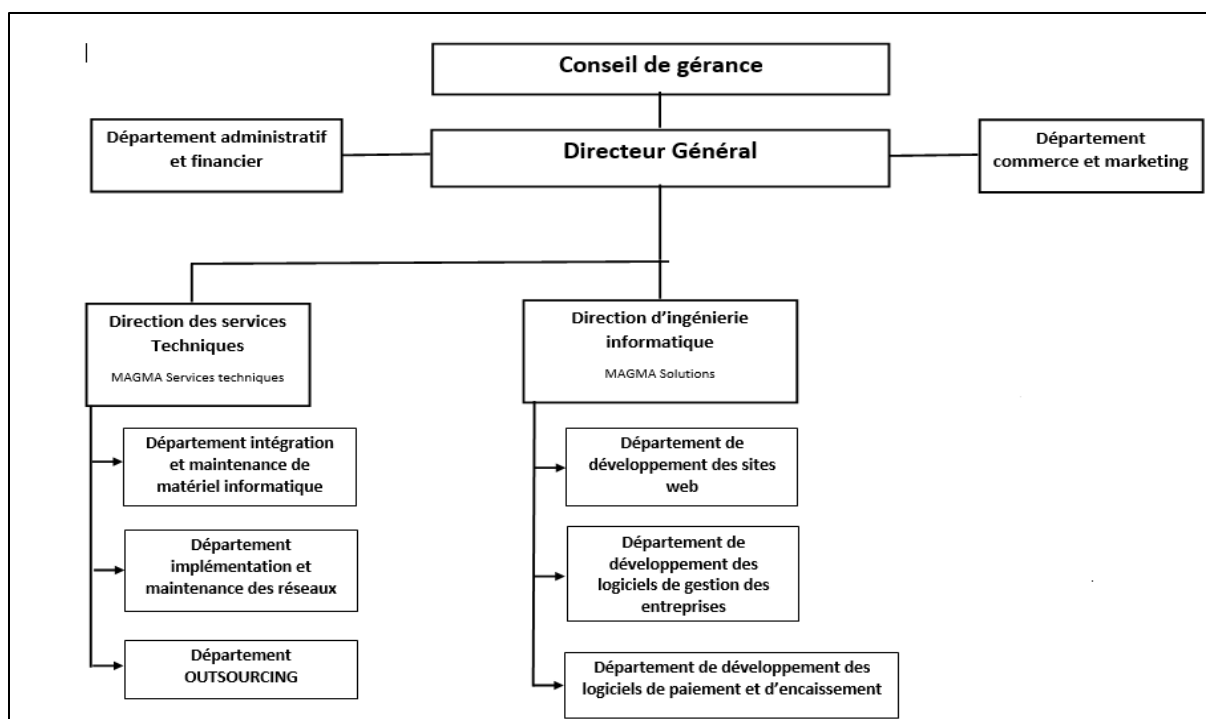 Conseil de gérance
Département administratif
et financier
Directeur Général
Département
commerce et marketing
Direction des services
Techniques
MAGMA Services techniques
Direction d'ingénierie
informatique
MAGMA Solutions
Département intégration
et maintenance de
matériel informatique
Département
implémentation et
maintenance des réseaux
Département
OUTSOURCING
Département de
développement des sites
web
Département de
développement des
logiciels de gestion des
entreprises
Département de développement des
logiciels de paiement et d'encaissement